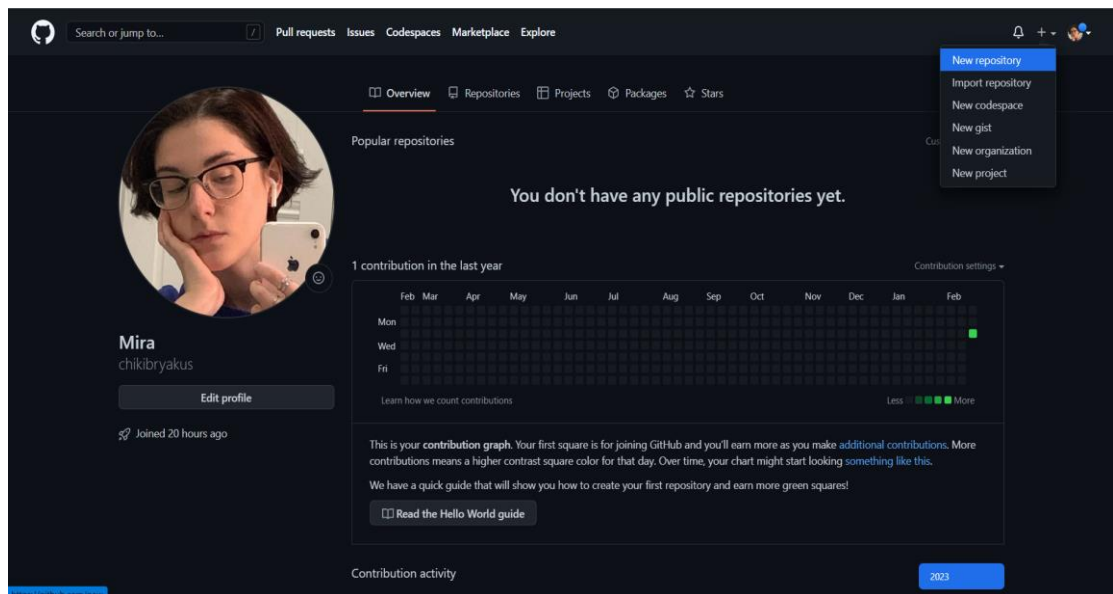 Search or jump to...
/
Pull requests Issues Codespaces Marketplace Explore
New repository
Import repository
New codespace
New gist
New organization
New project
Overview Repositories Projects Packages Stars
Popular repositories
You don't have any public repositories yet.
1 contribution in the last year
Contribution settings
Feb Mar Apr May Jun Jul Aug Sep Oct Nov Dec Jan Feb
Mon
Wed
Fri
Learn how we count contributions
Less More
Mira
chikibryakus
Edit profile
Joined 20 hours ago
This is your contribution graph. Your first square is for joining GitHub and you'll earn more as you make additional contributions. More
contributions means a higher contrast square color for that day. Over time, your chart might start looking something like this.
We have a quick guide that will show you how to create your first repository and earn more green squares!
Read the Hello World guide
Contribution activity
2023